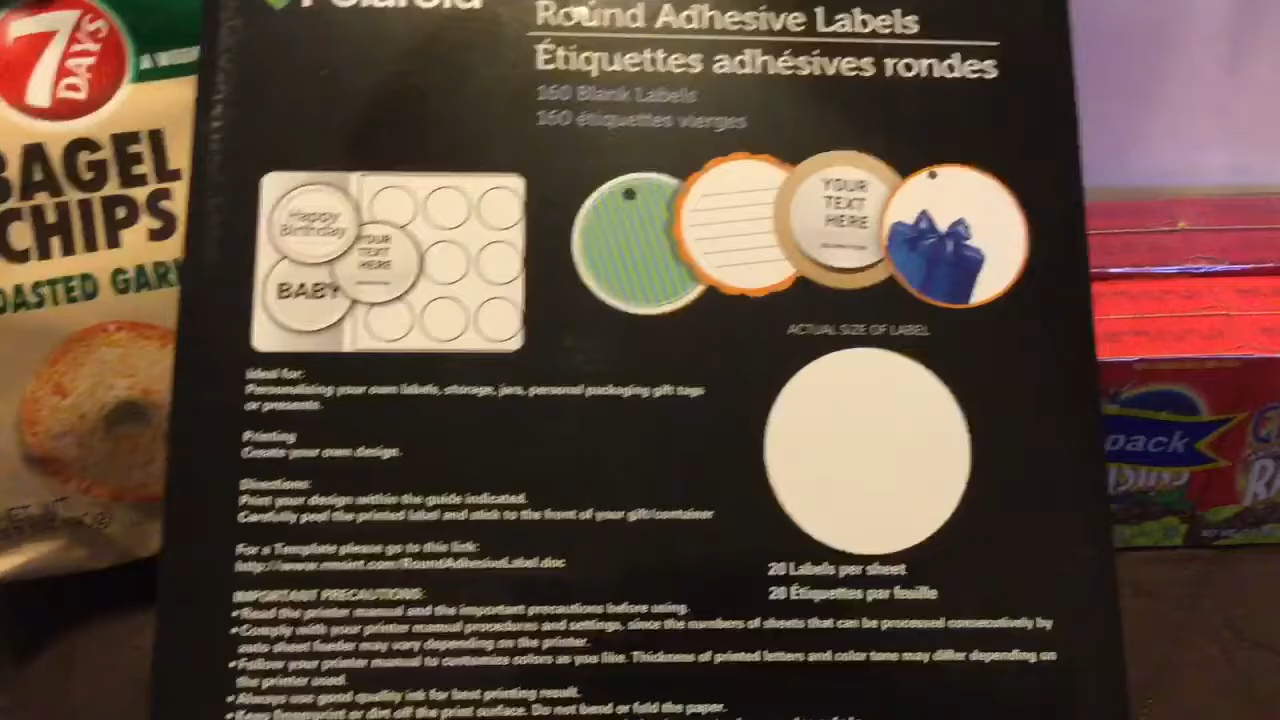 7 DAYS
BAGEL
CHIPS
Polaroid
Round Adhesive Labels
Étiquettes adhésives rondes
160 Blank Labels
160 étiquettes vierges
Happy
Birthday
YOUR
TEXT
HERE
BABY
YOUR
TEXT
HERE
ACTUAL SIZE OF LABEL
Ideal for:
Personalizing your own labels, storage, jars, personal packaging gift tags
or presents.
Printing
Create your own design.
Directions:
Print your design within the guide indicated.
Carefully peel the printed label and stick to the front of your gift/container
For a Template please go to this link:
20 Labels per sheet
20 Étiquettes par feuille
IMPORTANT PRECAUTIONS:
•Read the printer manual and the important precautions before using.
•Comply with your printer manual procedures and settings, since the numbers of sheets that can be processed consecutively by
auto sheet feeder may vary depending on the printer.
•Follow your printer manual to customize colors as you like. Thickness of printed letters and color tone may differ depending on
the printer used.
•Always use good quality ink for best printing result.
•Keep fingerprint or dirt off the print surface. Do not bend or fold the paper.
pack